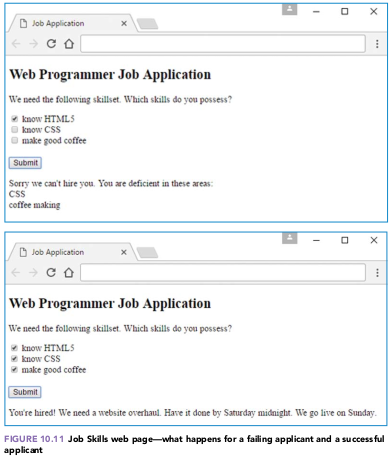 Job Application
Web Programmer Job Application
We need the following skillset. Which skills do you possess?
know HTML5
know CSS
make good coffee
Submit
Sorry we can't hire you. You are deficient in these areas:
CSS
coffee making
Job Application
Web Programmer Job Application
We need the following skillset. Which skills do you possess?
know HTML5
know CSS
make good coffee
Submit
You're hired! We need a website overhaul. Have it done by Saturday midnight. We go live on Sunday.
FIGURE 10.11 Job Skills web page—what happens for a failing applicant and a successful
applicant